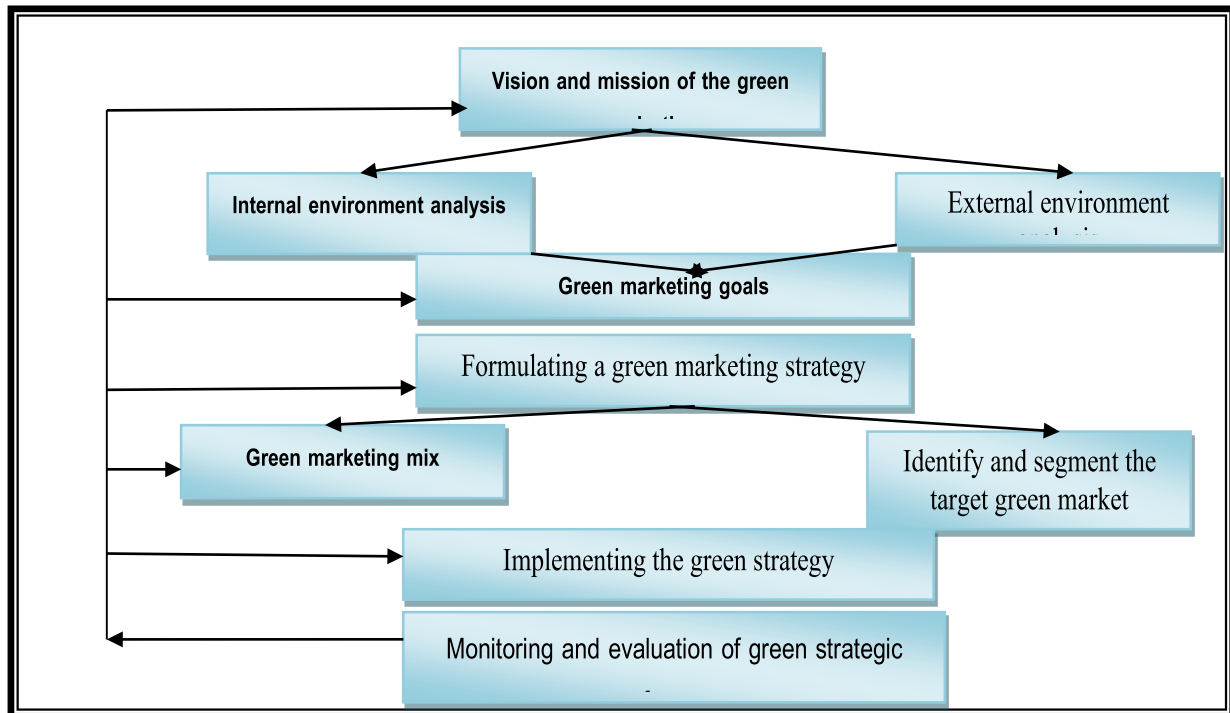 Vision and mission of the green
Internal environment analysis
External environment
Green marketing goals
Formulating a green marketing strategy
Green marketing mix
Identify and segment the
target green market
Implementing the green strategy
Monitoring and evaluation of green strategic